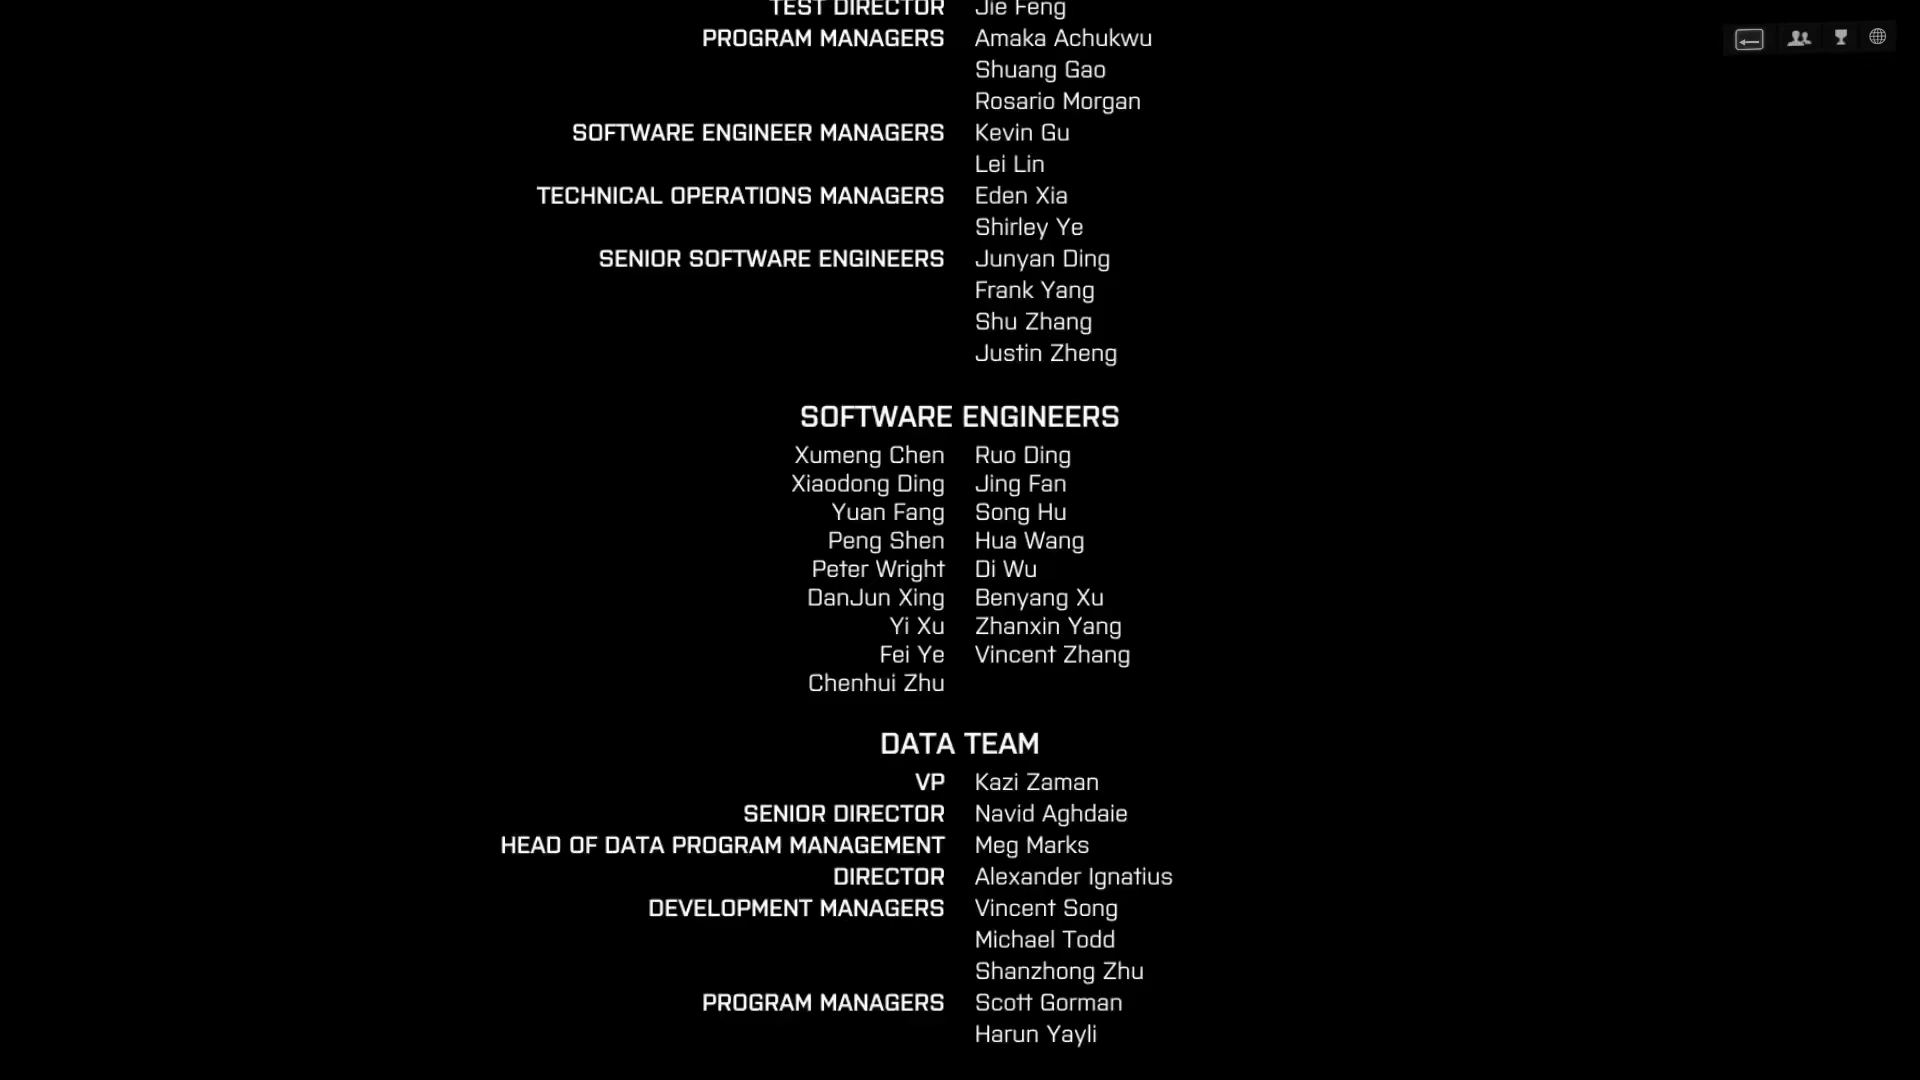 TEST DIRECTOR Jie Feng
PROGRAM MANAGERS Amaka Achukwu
Shuang Gao
Rosario Morgan
SOFTWARE ENGINEER MANAGERS Kevin Gu
Lei Lin
TECHNICAL OPERATIONS MANAGERS Eden Xia
Shirley Ye
SENIOR SOFTWARE ENGINEERS Junyan Ding
Frank Yang
Shu Zhang
Justin Zheng
SOFTWARE ENGINEERS
Xumeng Chen Ruo Ding
Xiaodong Ding Jing Fan
Yuan Fang Song Hu
Peng Shen Hua Wang
Peter Wright Di Wu
DanJun Xing Benyang Xu
Yi Xu Zhanxin Yang
Fei Ye Vincent Zhang
Chenhui Zhu
DATA TEAM
VP Kazi Zaman
SENIOR DIRECTOR Navid Aghdaie
HEAD OF DATA PROGRAM MANAGEMENT Meg Marks
DIRECTOR Alexander Ignatius
DEVELOPMENT MANAGERS Vincent Song
Michael Todd
Shanzhong Zhu
PROGRAM MANAGERS Scott Gorman
Harun Yayli